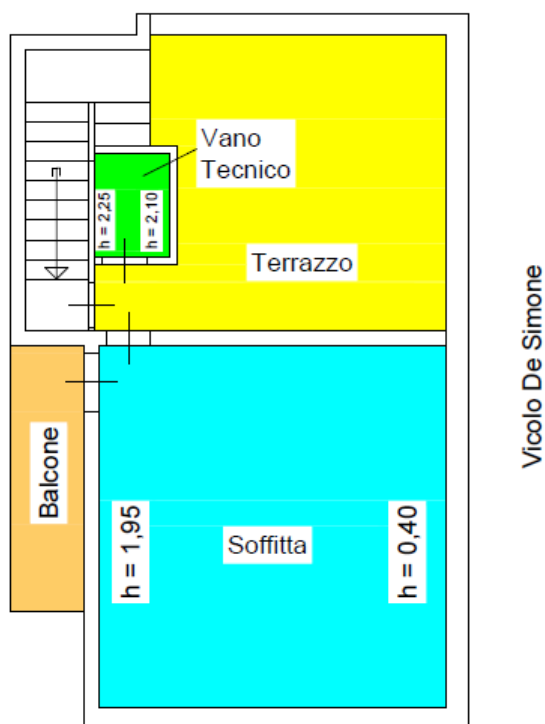 Vano
Tecnico
h = 2,25
h = 2,10
Terrazzo
Vicolo De Simone
Balcone
h = 1,95
Soffitta
h = 0,40